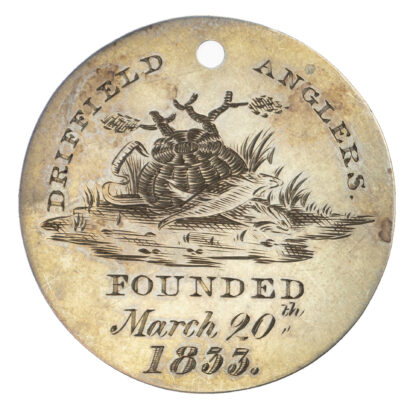 DRIFFIELD ANGLERS.
FOUNDED
March 20th,
1833.